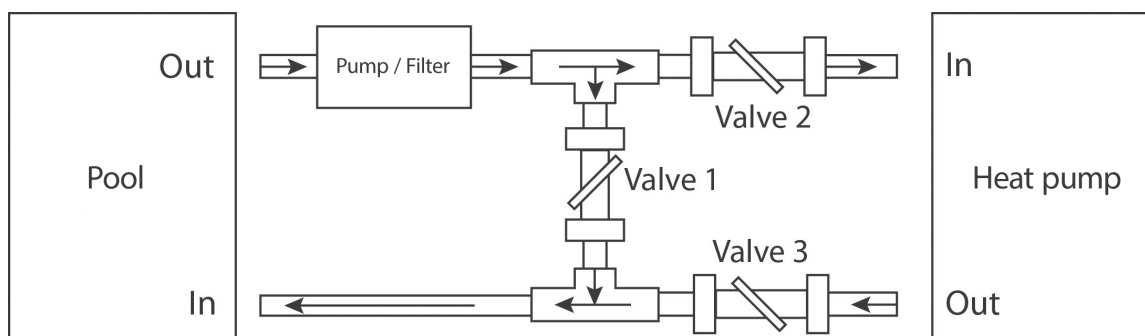 Out
Pump / Filter
In
Valve 2
Pool
Valve 1
Heat pump
Valve 3
In
Out